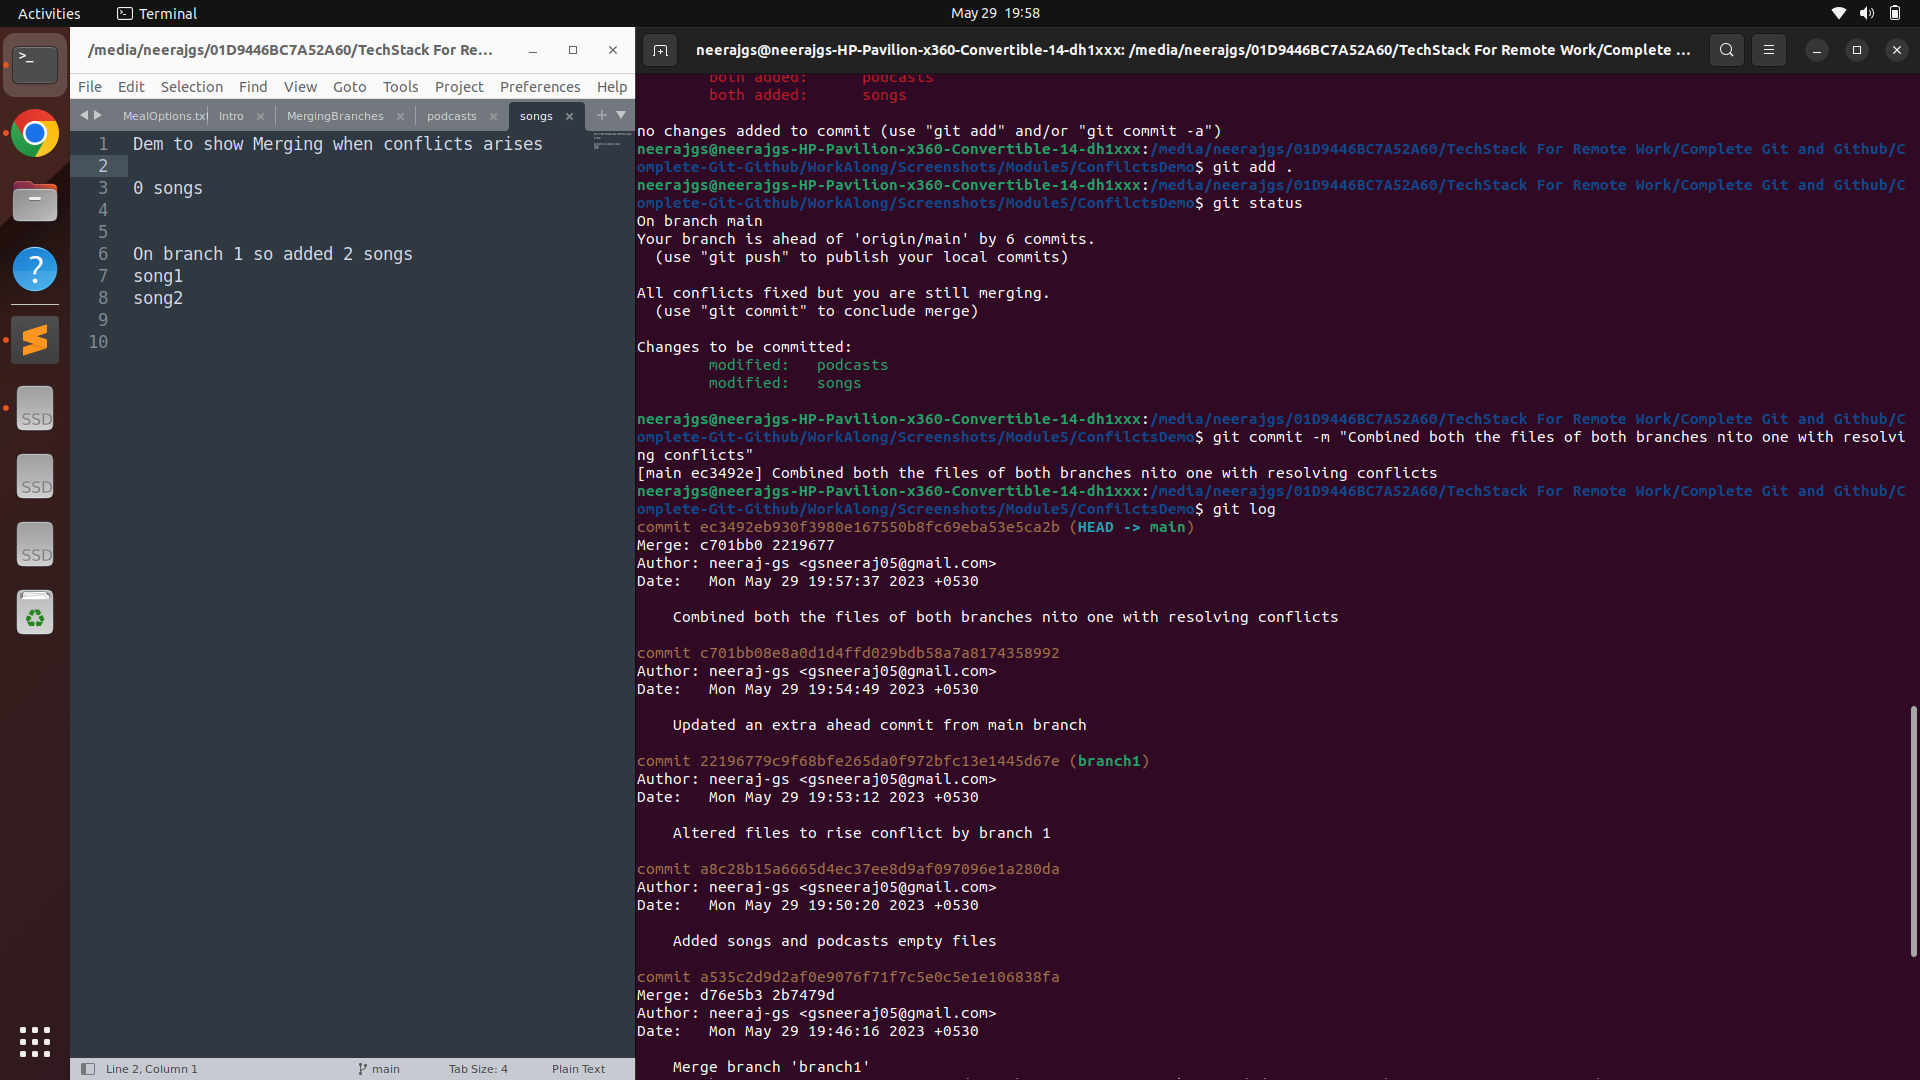 Activities
Terminal
May 29 19:58
/media/neerajgs/01D9446BC7A52A60/TechStack For Re...
File Edit Selection Find View Goto Tools Project Preferences Help
MealOptions.txt Intro MergingBranches podcasts songs
1 Dem to show Merging when conflicts arises
2
3 0 songs
4
5
6 On branch 1 so added 2 songs
7 song1
8 song2
9
10
SSD
SSD
SSD
Line 2, Column 1 main Tab Size: 4 Plain Text
neerajgs@neerajgs-HP-Pavilion-x360-Convertible-14-dh1xxx: /media/neerajgs/01D9446BC7A52A60/TechStack For Remote Work/Complete ...
both added: podcasts
both added: songs
no changes added to commit (use "git add" and/or "git commit -a")
neerajgs@neerajgs-HP-Pavilion-x360-Convertible-14-dh1xxx:/media/neerajgs/01D9446BC7A52A60/TechStack For Remote Work/Complete Git and Github/C
omplete-Git-Github/WorkAlong/Screenshots/Module5/ConfilctsDemo$ git add .
neerajgs@neerajgs-HP-Pavilion-x360-Convertible-14-dh1xxx:/media/neerajgs/01D9446BC7A52A60/TechStack For Remote Work/Complete Git and Github/C
omplete-Git-Github/WorkAlong/Screenshots/Module5/ConfilctsDemo$ git status
On branch main
Your branch is ahead of 'origin/main' by 6 commits.
(use "git push" to publish your local commits)
All conflicts fixed but you are still merging.
(use "git commit" to conclude merge)
Changes to be committed:
modified: podcasts
modified: songs
neerajgs@neerajgs-HP-Pavilion-x360-Convertible-14-dh1xxx:/media/neerajgs/01D9446BC7A52A60/TechStack For Remote Work/Complete Git and Github/C
omplete-Git-Github/WorkAlong/Screenshots/Module5/ConfilctsDemo$ git commit -m "Combined both the files of both branches nito one with resolvi
ng conflicts"
[main ec3492e] Combined both the files of both branches nito one with resolving conflicts
neerajgs@neerajgs-HP-Pavilion-x360-Convertible-14-dh1xxx:/media/neerajgs/01D9446BC7A52A60/TechStack For Remote Work/Complete Git and Github/C
omplete-Git-Github/WorkAlong/Screenshots/Module5/ConfilctsDemo$ git log
commit ec3492eb930f3980e167550b8fc69eba53e5ca2b (HEAD -> main)
Merge: c701bb0 2219677
Author: neeraj-gs <gsneeraj05@gmail.com>
Date: Mon May 29 19:57:37 2023 +0530
Combined both the files of both branches nito one with resolving conflicts
commit c701bb08e8a0d1d4ffd029bdb58a7a8174358992
Author: neeraj-gs <gsneeraj05@gmail.com>
Date: Mon May 29 19:54:49 2023 +0530
Updated an extra ahead commit from main branch
commit 22196779c9f68bfe265da0f972bfc13e1445d67e (branch1)
Author: neeraj-gs <gsneeraj05@gmail.com>
Date: Mon May 29 19:53:12 2023 +0530
Altered files to rise conflict by branch 1
commit a8c28b15a6665d4ec37ee8d9af097096e1a280da
Author: neeraj-gs <gsneeraj05@gmail.com>
Date: Mon May 29 19:50:20 2023 +0530
Added songs and podcasts empty files
commit a535c2d9d2af0e9076f71f7c5e0c5e1e106838fa
Merge: d76e5b3 2b7479d
Author: neeraj-gs <gsneeraj05@gmail.com>
Date: Mon May 29 19:46:16 2023 +0530
Merge branch 'branch1'